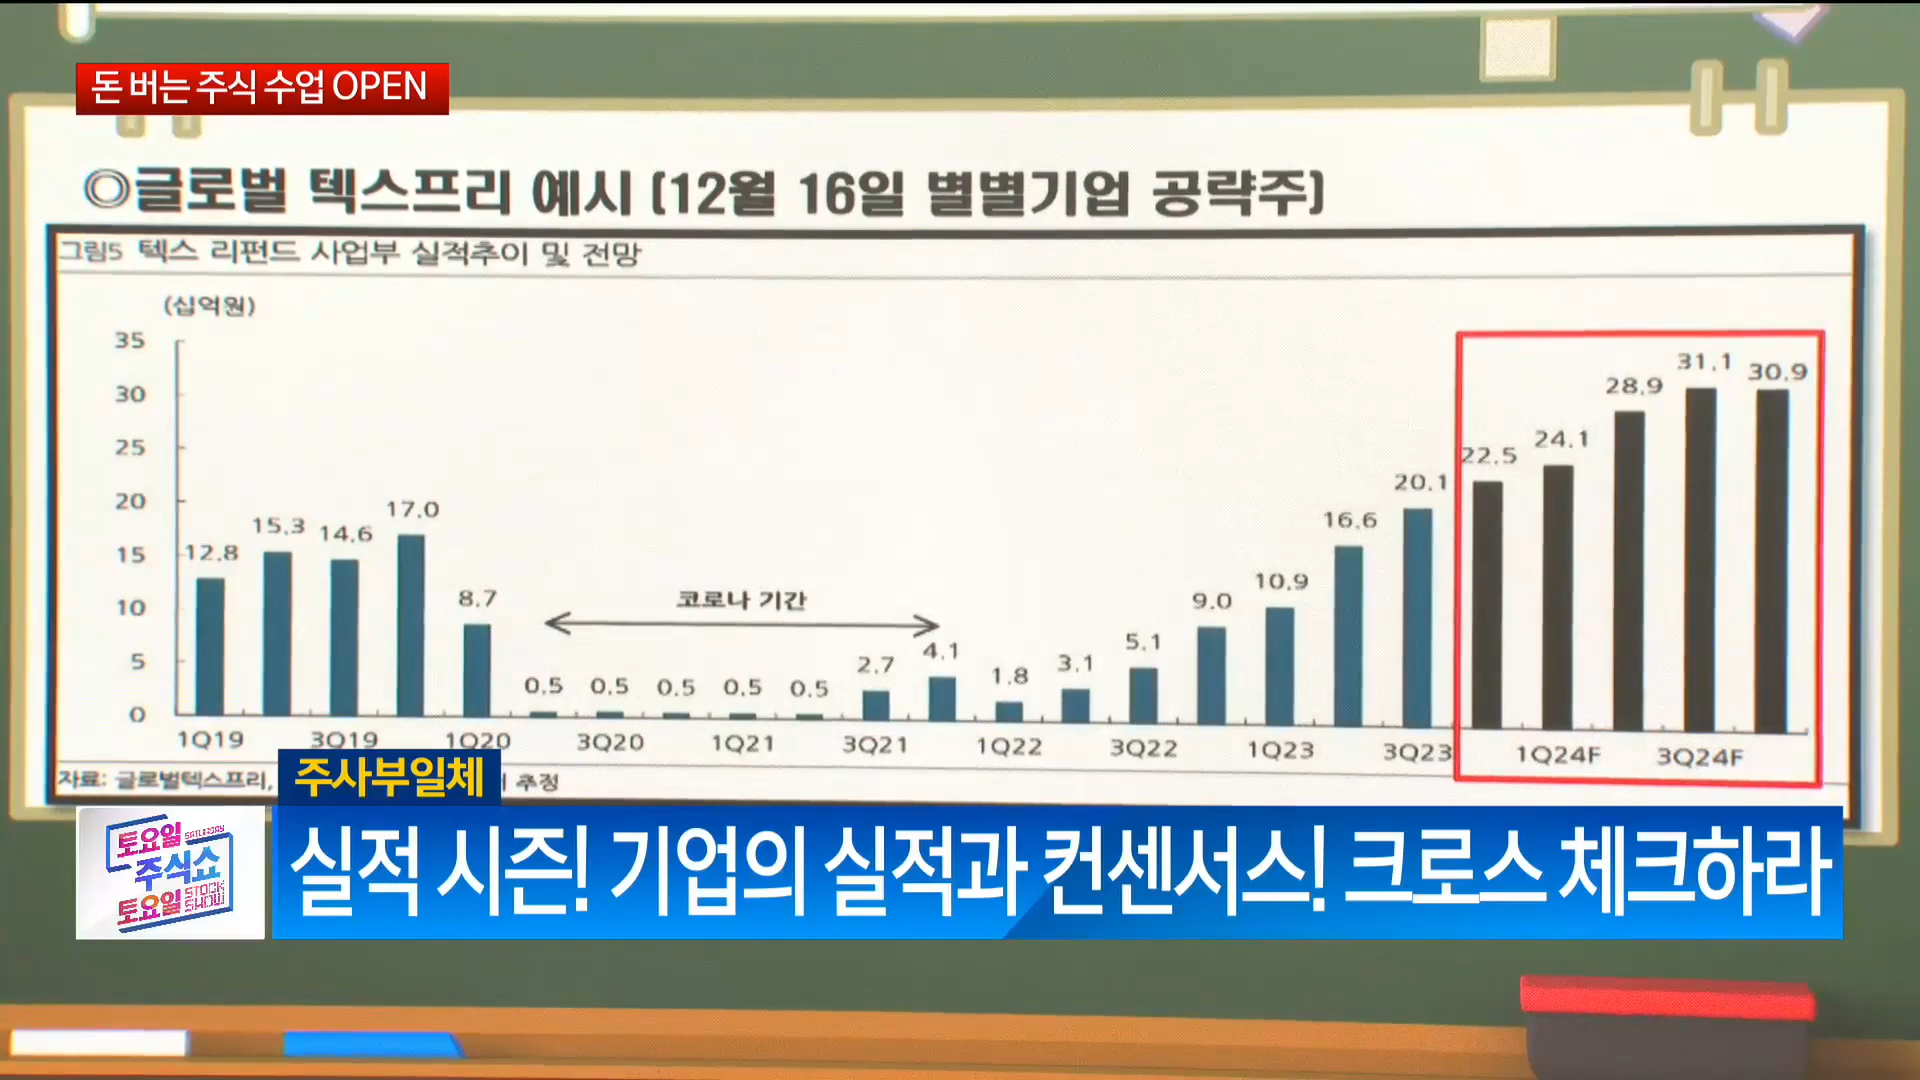 돈 버는 주식 수업 OPEN
◎글로벌 텍스프리 예시 (12월 16일 별별기업 공략주)
그림5 텍스 리펀드 사업부 실적추이 및 전망
(십억원)
35
30
25
20
15
10
5
0
12.8 15.3 14.6 17.0 8.7 0.5 0.5 0.5 0.5 0.5 2.7 4.1 1.8 3.1 5.1 9.0 10.9 16.6 20.1 22.5 24.1 28.9 31.1 30.9
코로나 기간
1Q19 3Q19 1Q20 3Q20 1Q21 3Q21 1Q22 3Q22 1Q23 3Q23 1Q24F 3Q24F
자료: 글로벌텍스프리, 추정
주사부일체
토요일 SATURDAY
주식쇼
토요일 STOCK SHOW
실적 시즌! 기업의 실적과 컨센서스! 크로스 체크하라